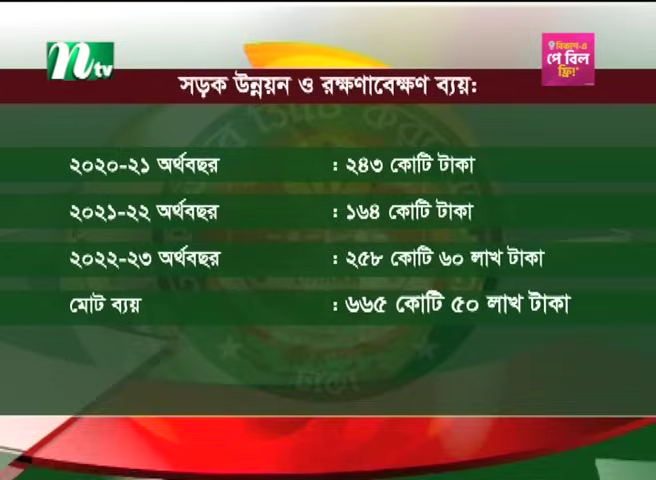 ntv
বিকাশ-এ
পে বিল
ফ্রি!*
সড়ক উন্নয়ন ও রক্ষণাবেক্ষণ ব্যয়:
২০২০-২১ অর্থবছর : ২৪৩ কোটি টাকা
২০২১-২২ অর্থবছর : ১৬৪ কোটি টাকা
২০২২-২৩ অর্থবছর : ২৫৮ কোটি ৬০ লাখ টাকা
মোট ব্যয় : ৬৬৫ কোটি ৫০ লাখ টাকা
ঢাকা